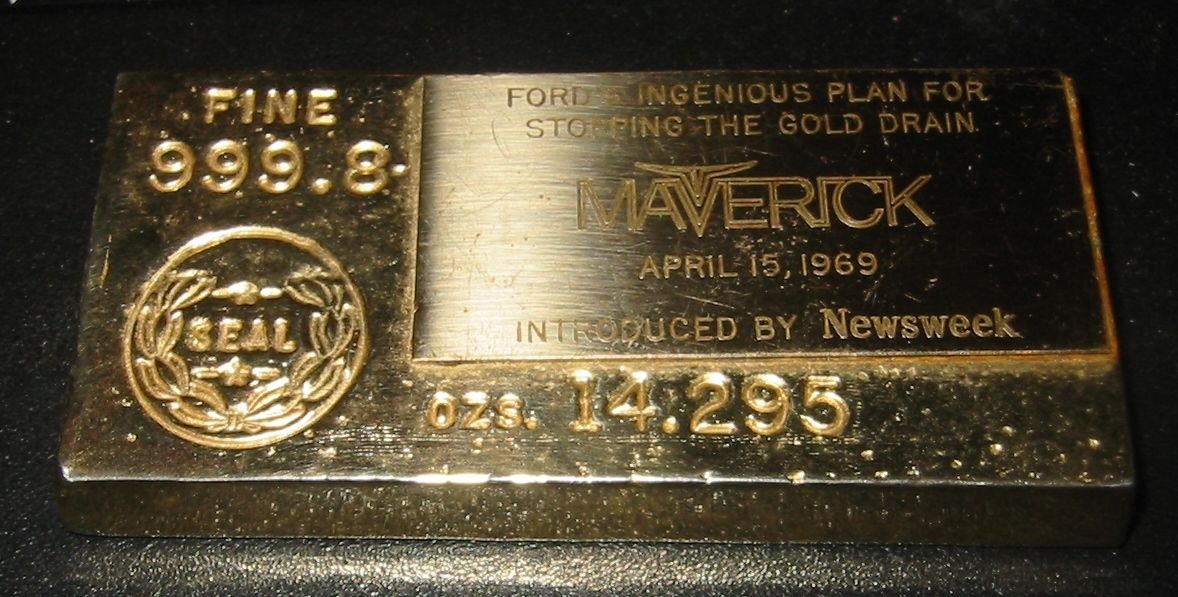 FINE
999.8
SEAL
FORD'S INGENIOUS PLAN FOR
STOPPING THE GOLD DRAIN
MAVERICK
APRIL 15, 1969
INTRODUCED BY Newsweek
OZS. 14.295